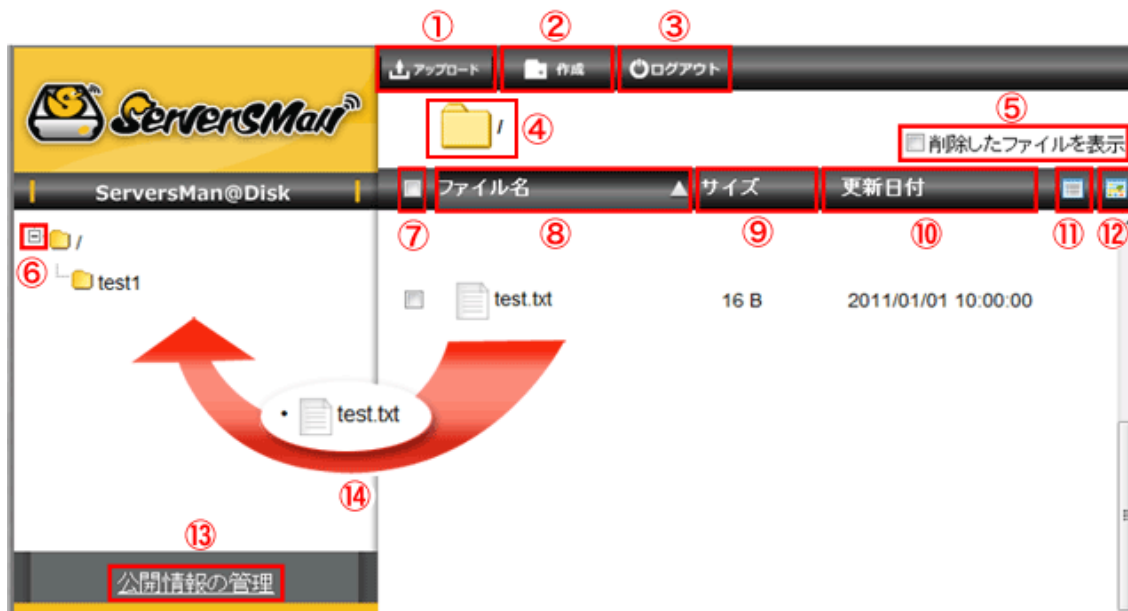 ① ② ③
アップロード 作成 ログアウト
ServersMan
/ ④
⑤
削除したファイルを表示
ServersMan@Disk
ファイル名 ▲ サイズ 更新日付
⑦ ⑧ ⑨ ⑩ ⑪ ⑫
/
⑥
test1
test.txt 16 B 2011/01/01 10:00:00
• test.txt
⑭
⑬
公開情報の管理